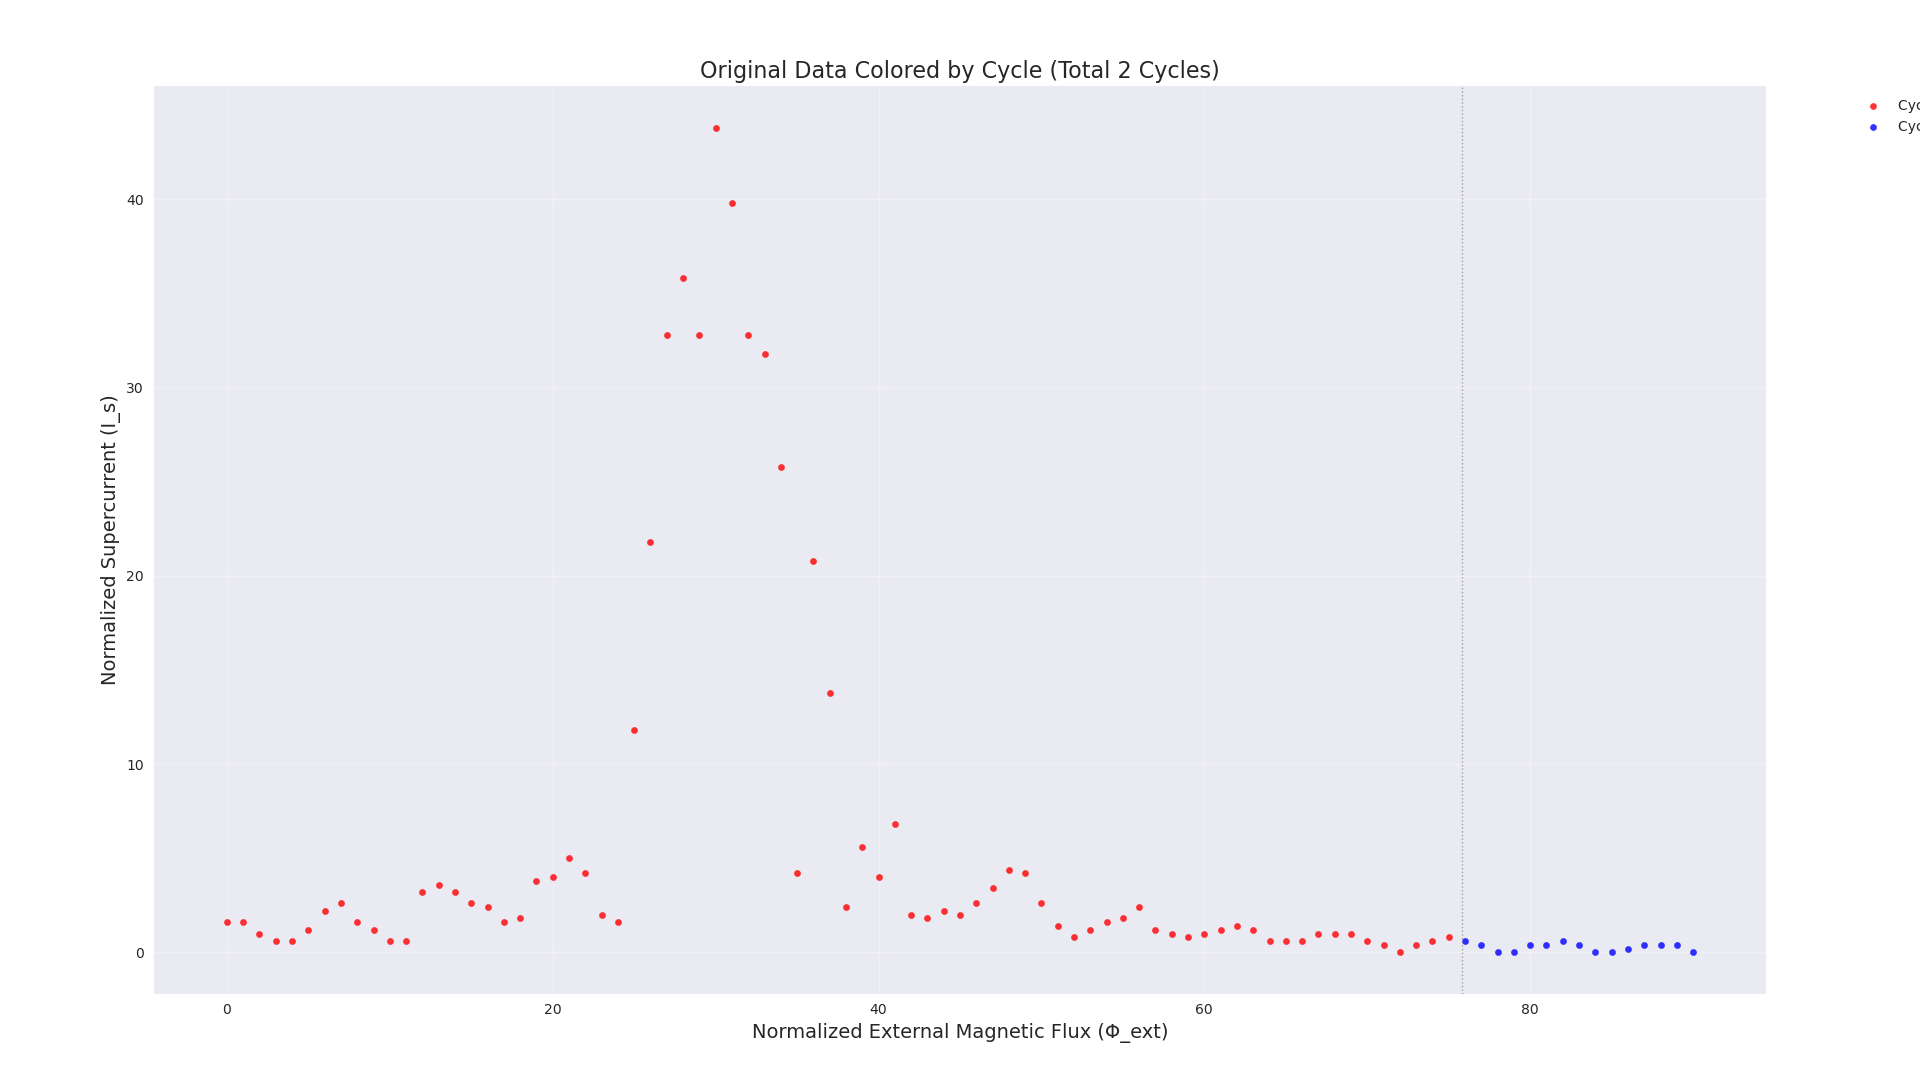 Original Data Colored by Cycle (Total 2 Cycles)
Cyc
Cyc
Normalized Supercurrent (I_s)
40
30
20
10
0
0 20 40 60 80
Normalized External Magnetic Flux (Φ_ext)